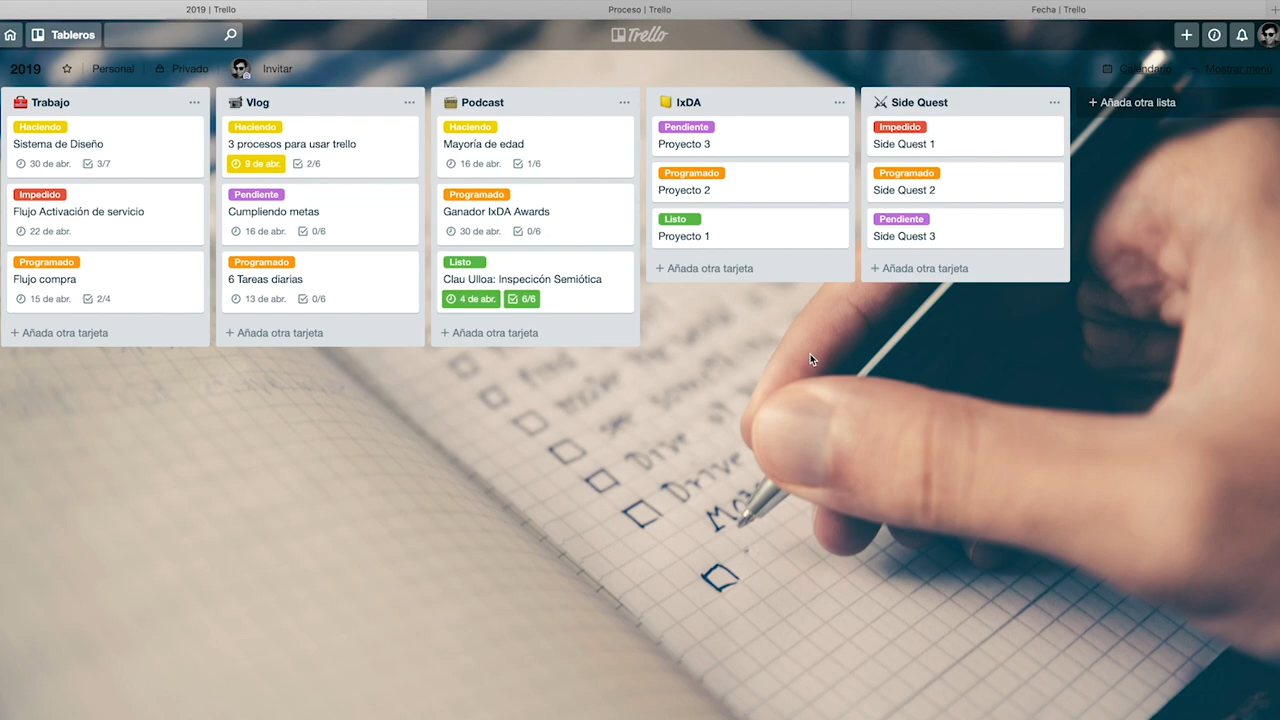 2019 | Trello
Proceso | Trello
Fecha | Trello
Tableros
Trello
2019
Personal
Privado
Invitar
Calendario
Mostrar menú
Trabajo
Haciendo
Sistema de Diseño
30 de abr. 3/7
Impedido
Flujo Activación de servicio
22 de abr.
Programado
Flujo compra
15 de abr. 2/4
+ Añada otra tarjeta
Vlog
Haciendo
3 procesos para usar trello
9 de abr. 2/6
Pendiente
Cumpliendo metas
16 de abr. 0/6
Programado
6 Tareas diarias
13 de abr. 0/6
+ Añada otra tarjeta
Podcast
Haciendo
Mayoría de edad
16 de abr. 1/6
Programado
Ganador IxDA Awards
30 de abr. 0/6
Listo
Clau Ulloa: Inspecicón Semiótica
4 de abr. 6/6
+ Añada otra tarjeta
IxDA
Pendiente
Proyecto 3
Programado
Proyecto 2
Listo
Proyecto 1
+ Añada otra tarjeta
Side Quest
Impedido
Side Quest 1
Programado
Side Quest 2
Pendiente
Side Quest 3
+ Añada otra tarjeta
+ Añada otra lista
find
Drive of
Drive